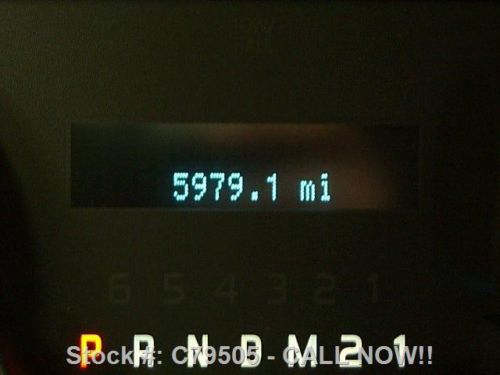 5979.1 mi
6 5 4 3 2 1
P R N D M 2 1
Stock #: C79505 - CALL NOW!!